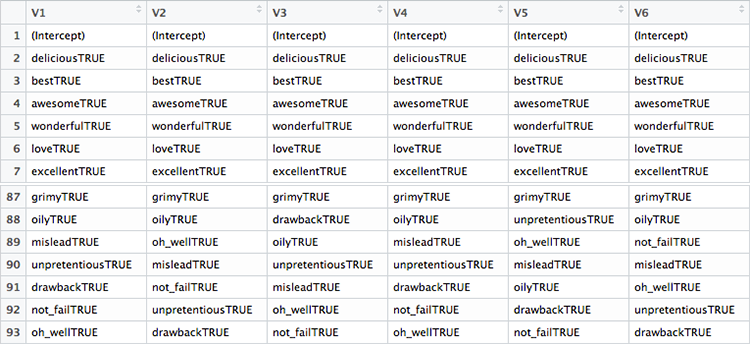 V1 V2 V3 V4 V5 V6
1 (Intercept) (Intercept) (Intercept) (Intercept) (Intercept) (Intercept)
2 deliciousTRUE deliciousTRUE deliciousTRUE deliciousTRUE deliciousTRUE deliciousTRUE
3 bestTRUE bestTRUE bestTRUE bestTRUE bestTRUE bestTRUE
4 awesomeTRUE awesomeTRUE awesomeTRUE awesomeTRUE awesomeTRUE awesomeTRUE
5 wonderfulTRUE wonderfulTRUE wonderfulTRUE wonderfulTRUE wonderfulTRUE wonderfulTRUE
6 loveTRUE loveTRUE loveTRUE loveTRUE loveTRUE loveTRUE
7 excellentTRUE excellentTRUE excellentTRUE excellentTRUE excellentTRUE excellentTRUE
87 grimyTRUE grimyTRUE grimyTRUE grimyTRUE grimyTRUE grimyTRUE
88 oilyTRUE oilyTRUE drawbackTRUE oilyTRUE unpretentiousTRUE oilyTRUE
89 misleadTRUE oh_wellTRUE oilyTRUE misleadTRUE oh_wellTRUE not_failTRUE
90 unpretentiousTRUE misleadTRUE unpretentiousTRUE unpretentiousTRUE misleadTRUE misleadTRUE
91 drawbackTRUE not_failTRUE misleadTRUE drawbackTRUE oilyTRUE oh_wellTRUE
92 not_failTRUE unpretentiousTRUE oh_wellTRUE not_failTRUE drawbackTRUE unpretentiousTRUE
93 oh_wellTRUE drawbackTRUE not_failTRUE oh_wellTRUE not_failTRUE drawbackTRUE